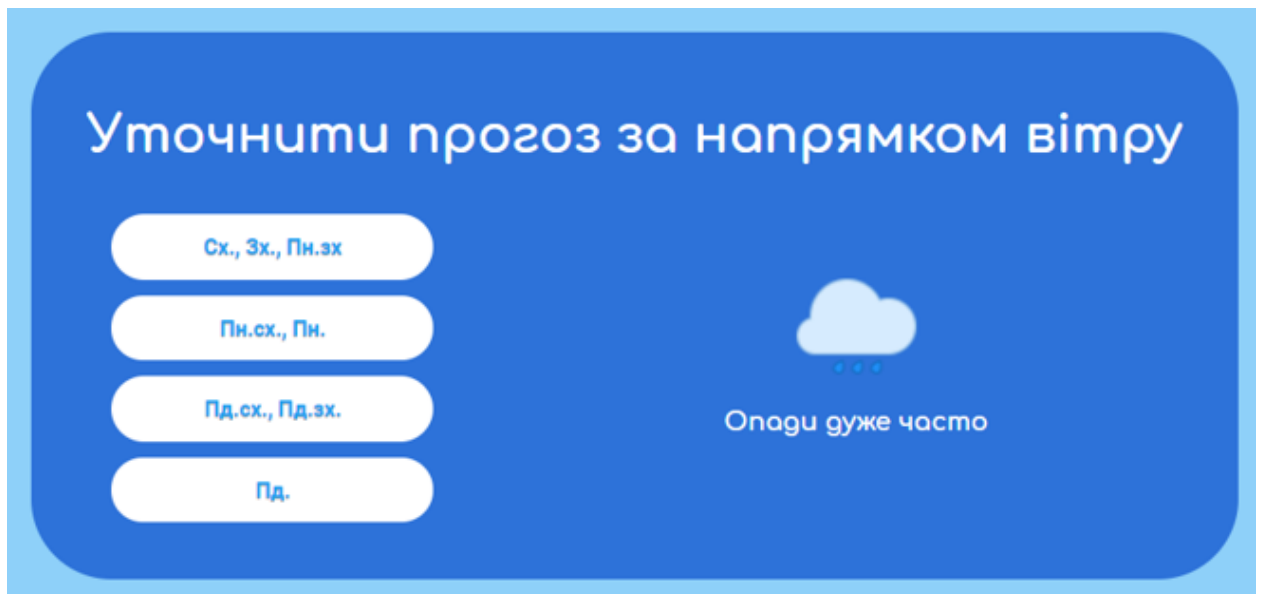 Уточнити прогоз за напрямком вітру
Сх., Зх., Пн.зх
Пн.сх., Пн.
Пд.сх., Пд.зх.
Пд.
Опади дуже часто